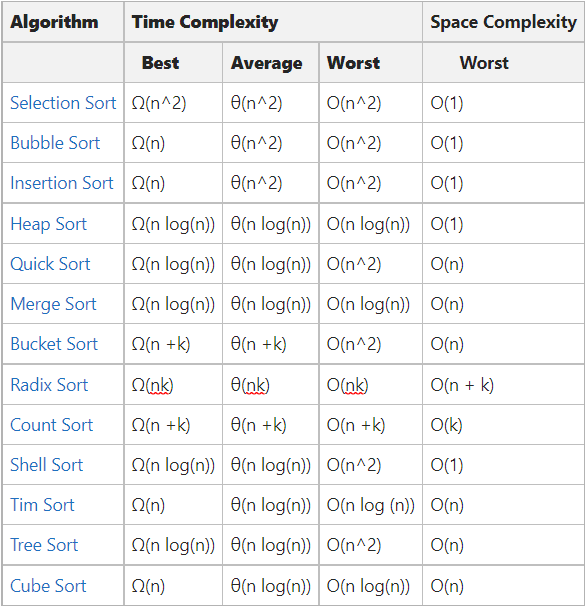 Algorithm Time Complexity Space Complexity
Best Average Worst Worst
Selection Sort Ω(n^2) θ(n^2) O(n^2) O(1)
Bubble Sort Ω(n) θ(n^2) O(n^2) O(1)
Insertion Sort Ω(n) θ(n^2) O(n^2) O(1)
Heap Sort Ω(n log(n)) θ(n log(n)) O(n log(n)) O(1)
Quick Sort Ω(n log(n)) θ(n log(n)) O(n^2) O(n)
Merge Sort Ω(n log(n)) θ(n log(n)) O(n log(n)) O(n)
Bucket Sort Ω(n +k) θ(n +k) O(n^2) O(n)
Radix Sort Ω(nk) θ(nk) O(nk) O(n + k)
Count Sort Ω(n +k) θ(n +k) O(n +k) O(k)
Shell Sort Ω(n log(n)) θ(n log(n)) O(n^2) O(1)
Tim Sort Ω(n) θ(n log(n)) O(n log (n)) O(n)
Tree Sort Ω(n log(n)) θ(n log(n)) O(n^2) O(n)
Cube Sort Ω(n) θ(n log(n)) O(n log(n)) O(n)